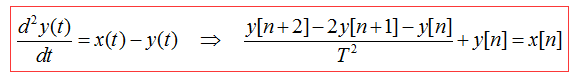 d²y(t)/dt = x(t) − y(t) ⇒ (y[n+2]−2y[n+1]−y[n])/T² + y[n] = x[n]